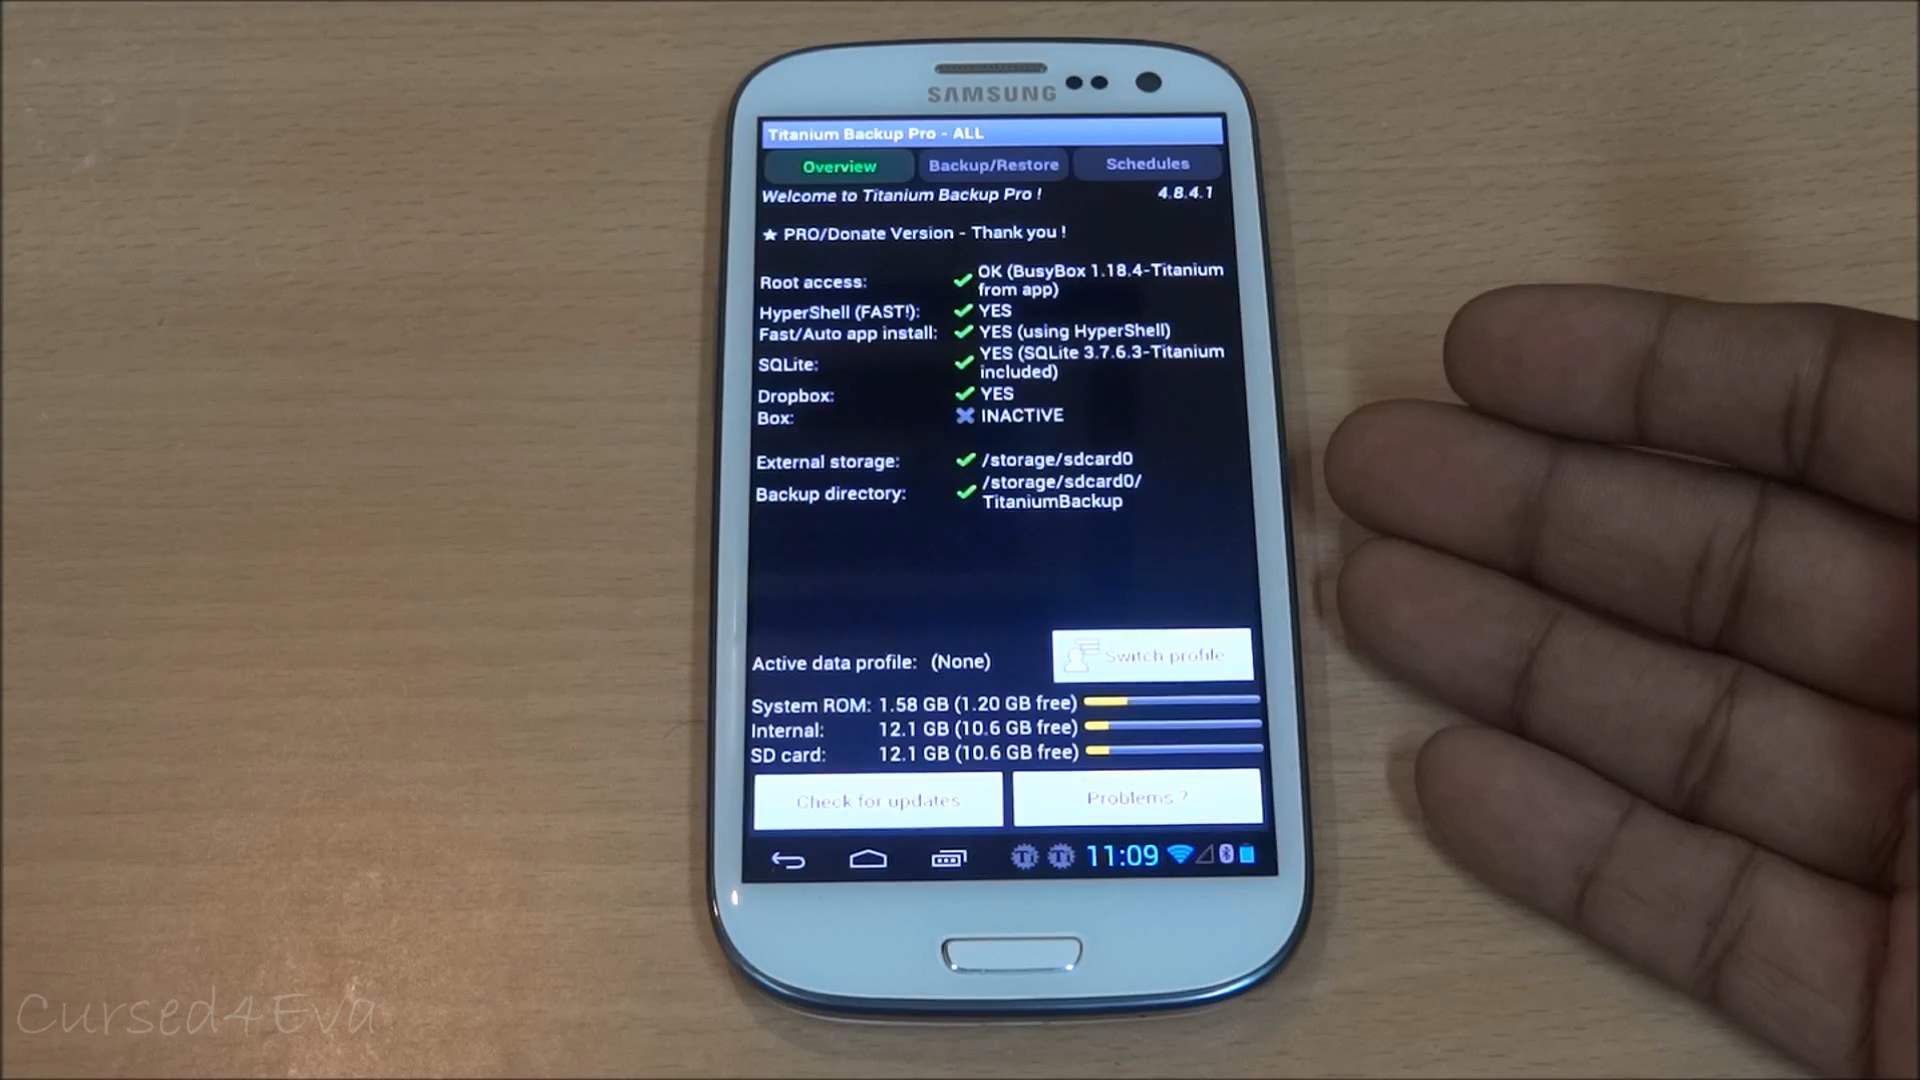 SAMSUNG
Titanium Backup Pro - ALL
Overview Backup/Restore Schedules
Welcome to Titanium Backup Pro ! 4.8.4.1
★ PRO/Donate Version - Thank you !
Root access: OK (BusyBox 1.18.4-Titanium
from app)
HyperShell (FAST!): YES
Fast/Auto app install: YES (using HyperShell)
SQLite: YES (SQLite 3.7.6.3-Titanium
included)
Dropbox: YES
Box: INACTIVE
External storage: /storage/sdcard0
Backup directory: /storage/sdcard0/
TitaniumBackup
Active data profile: (None) Switch profile
System ROM: 1.58 GB (1.20 GB free)
Internal: 12.1 GB (10.6 GB free)
SD card: 12.1 GB (10.6 GB free)
Check for updates Problems ?
11:09
Cursed4Eva